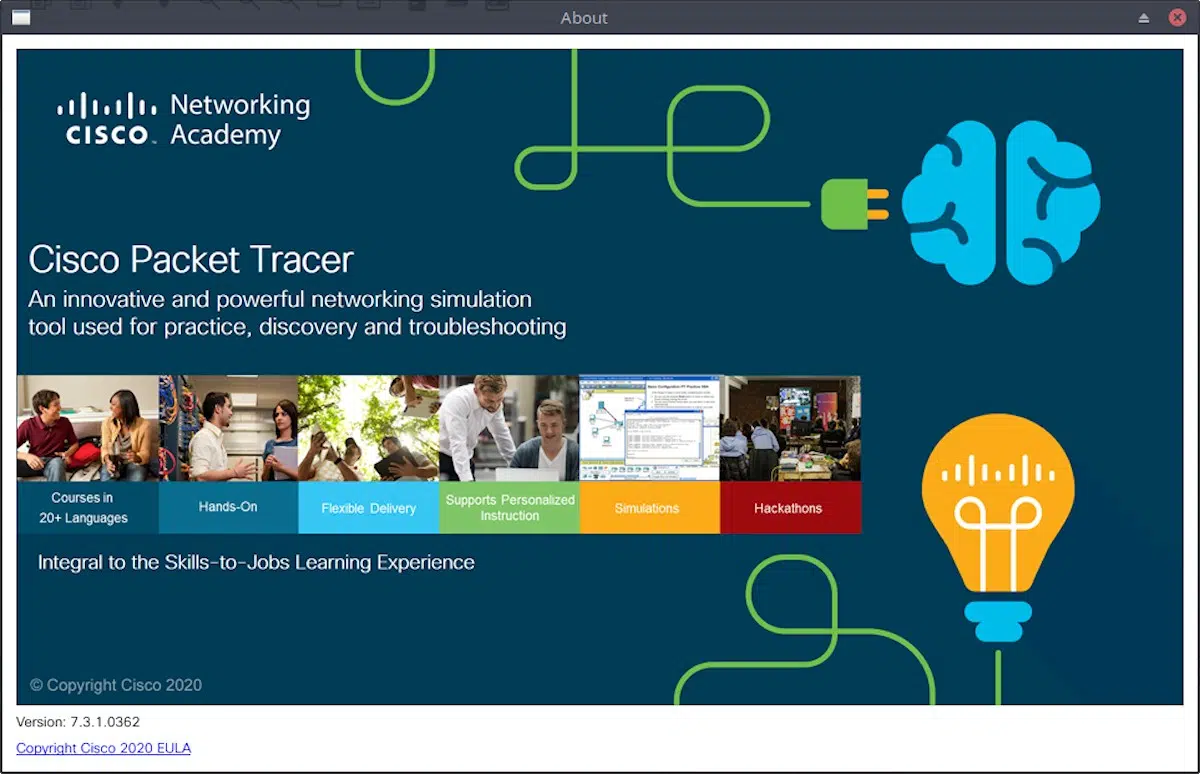 About
Networking
CISCO™ Academy
Cisco Packet Tracer
An innovative and powerful networking simulation
tool used for practice, discovery and troubleshooting
Courses in
20+ Languages
Hands-On
Flexible Delivery
Supports Personalized
Instruction
Simulations
Hackathons
Integral to the Skills-to-Jobs Learning Experience
© Copyright Cisco 2020
Version: 7.3.1.0362
Copyright Cisco 2020 EULA